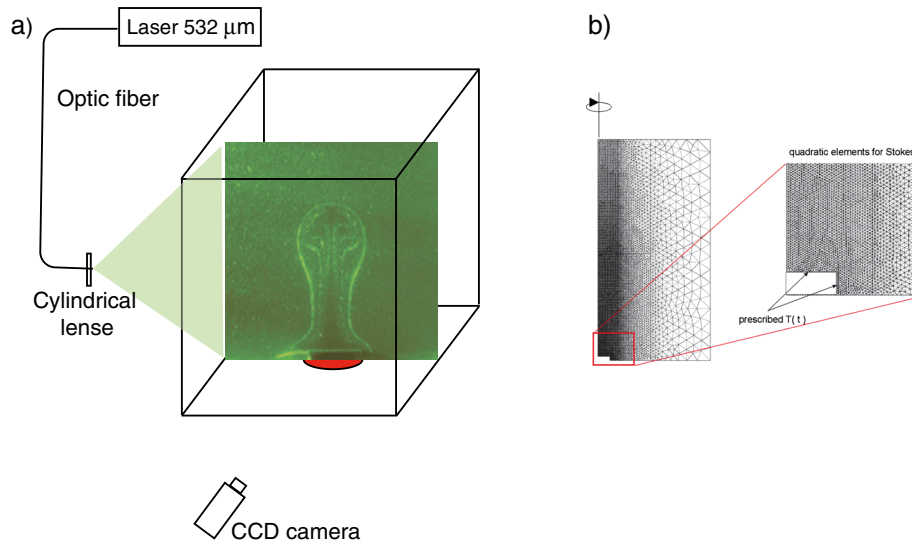 a)
Laser 532 µm
Optic fiber
Cylindrical
lense
CCD camera
b)
quadratic elements for Stokes
prescribed T( t )